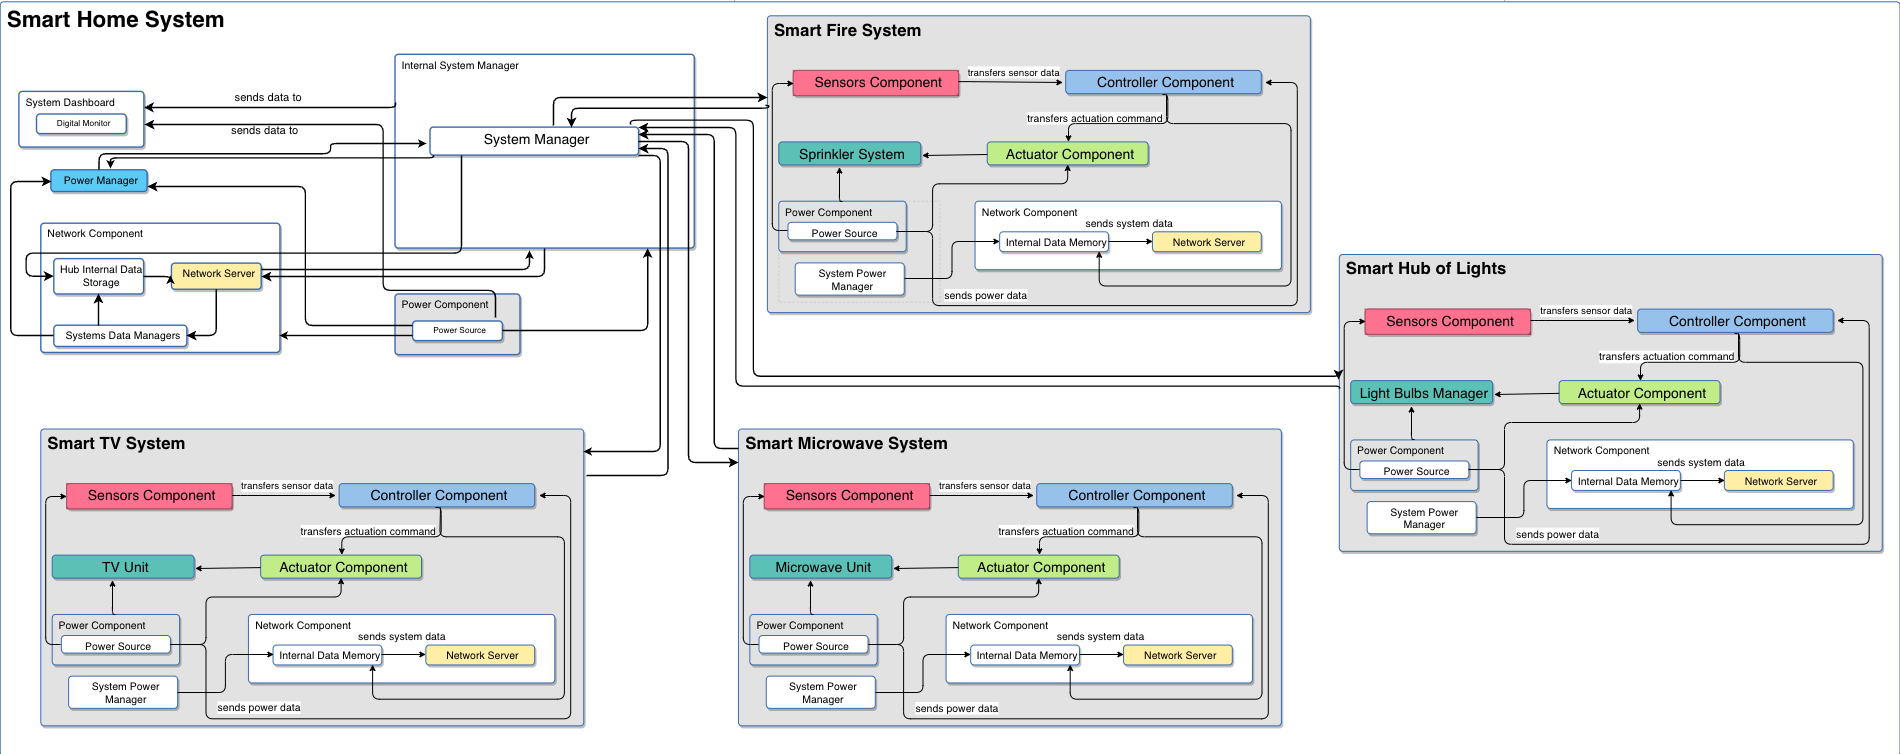 Smart Home System
Internal System Manager
System Dashboard
Digital Monitor
sends data to
sends data to
System Manager
Power Manager
Network Component
Hub Internal Data
Storage
Network Server
Systems Data Managers
Power Component
Power Source
Smart Fire System
Sensors Component
transfers sensor data
Controller Component
transfers actuation command
Sprinkler System
Actuator Component
Power Component
Power Source
Network Component
sends system data
Internal Data Memory
Network Server
System Power
Manager
sends power data
Smart Hub of Lights
Sensors Component
transfers sensor data
Controller Component
transfers actuation command
Light Bulbs Manager
Actuator Component
Power Component
Power Source
Network Component
sends system data
Internal Data Memory
Network Server
System Power
Manager
sends power data
Smart TV System
Sensors Component
transfers sensor data
Controller Component
transfers actuation command
TV Unit
Actuator Component
Power Component
Power Source
Network Component
sends system data
Internal Data Memory
Network Server
System Power
Manager
sends power data
Smart Microwave System
Sensors Component
transfers sensor data
Controller Component
transfers actuation command
Microwave Unit
Actuator Component
Power Component
Power Source
Network Component
sends system data
Internal Data Memory
Network Server
System Power
Manager
sends power data